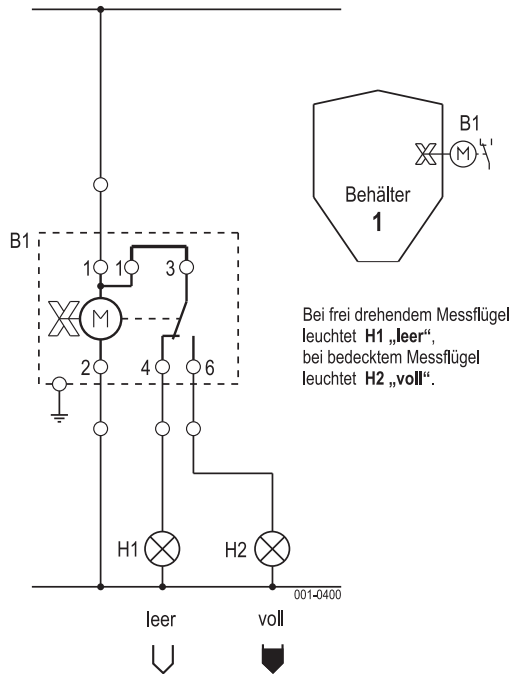 B1
M
Behälter
1
B1
1
1
3
M
2
4
6
Bei frei drehendem Messflügel
leuchtet H1 „leer“,
bei bedecktem Messflügel
leuchtet H2 „voll“.
H1
H2
001-0400
leer
voll